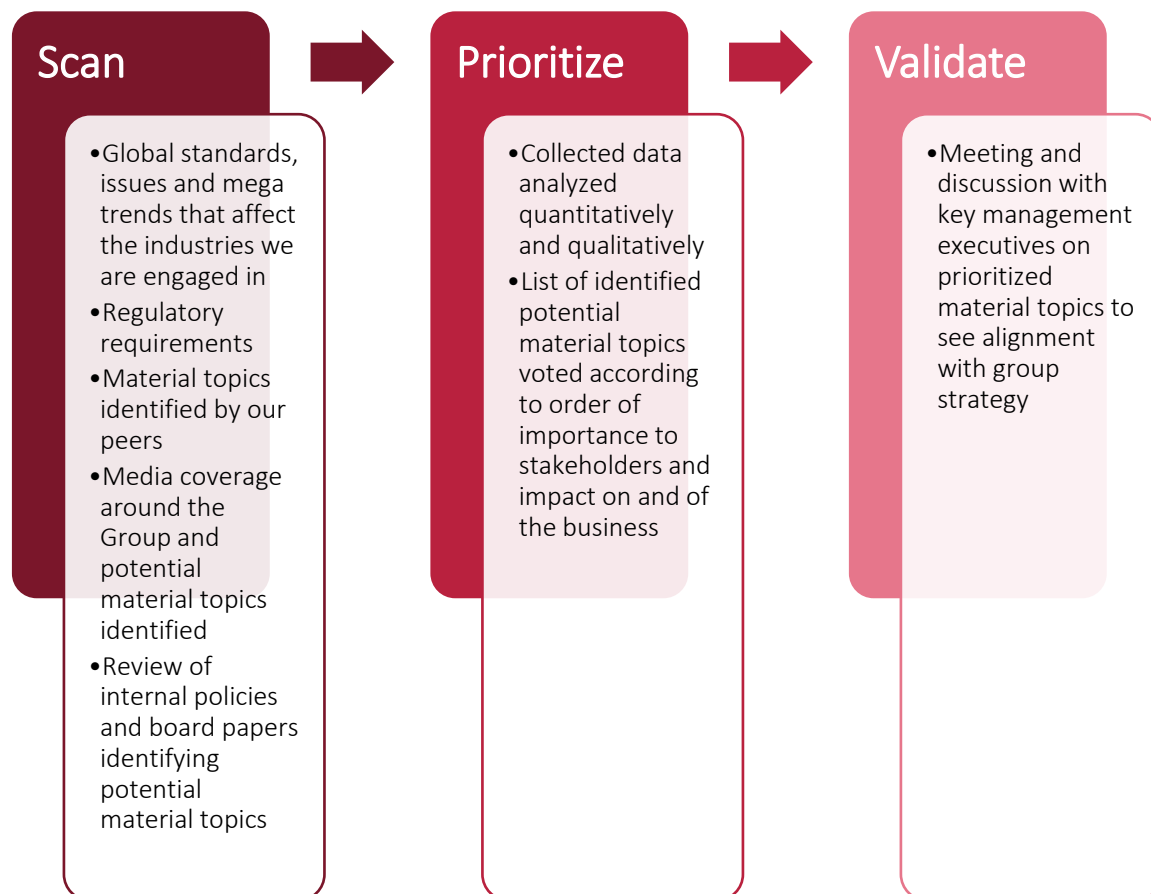 Scan
•Global standards,
issues and mega
trends that affect
the industries we
are engaged in
•Regulatory
requirements
•Material topics
identified by our
peers
•Media coverage
around the
Group and
potential
material topics
identified
•Review of
internal policies
and board papers
identifying
potential
material topics
Prioritize
•Collected data
analyzed
quantitatively
and qualitatively
•List of identified
potential
material topics
voted according
to order of
importance to
stakeholders and
impact on and of
the business
Validate
•Meeting and
discussion with
key management
executives on
prioritized
material topics to
see alignment
with group
strategy